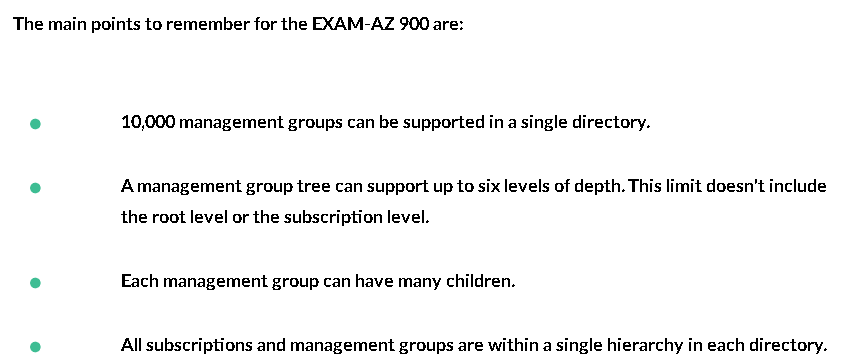 The main points to remember for the EXAM-AZ 900 are:
10,000 management groups can be supported in a single directory.
A management group tree can support up to six levels of depth. This limit doesn't include
the root level or the subscription level.
Each management group can have many children.
All subscriptions and management groups are within a single hierarchy in each directory.